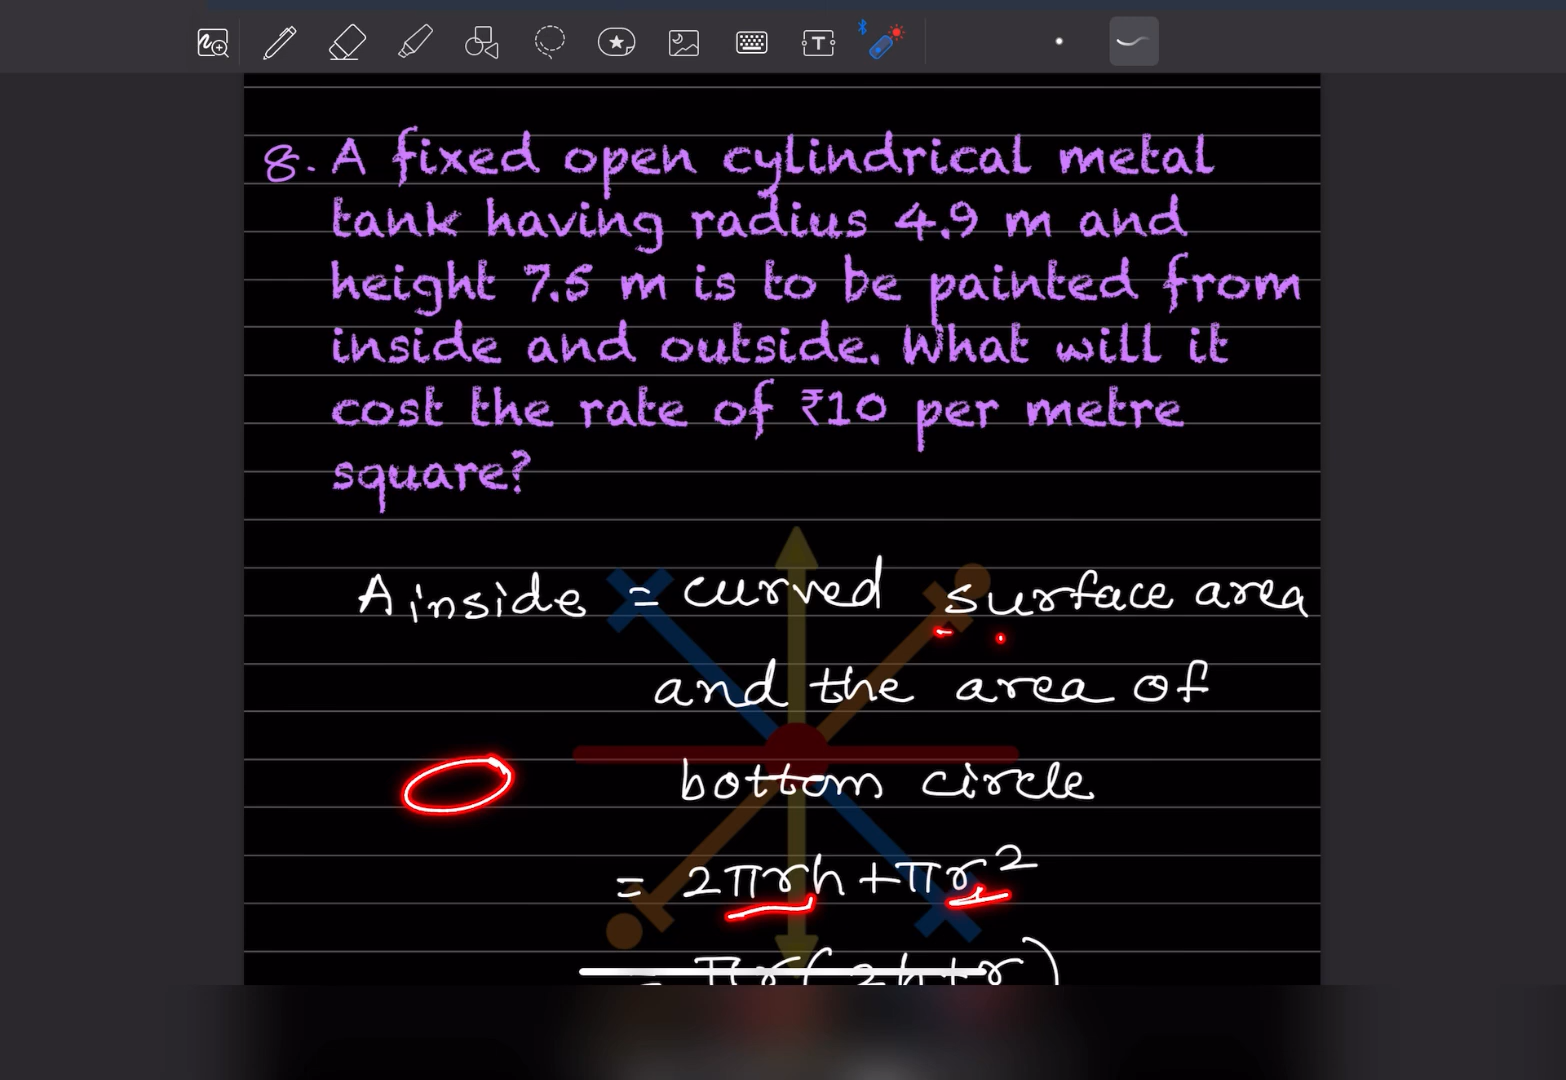 8. A fixed open cylindrical metal
tank having radius 4.9 m and
height 7.5 m is to be painted from
inside and outside. What will it
cost the rate of ₹10 per metre
square?
A inside = curved surface area
and the area of
bottom circle
= 2πrh + πr²
= πr(2h+r)